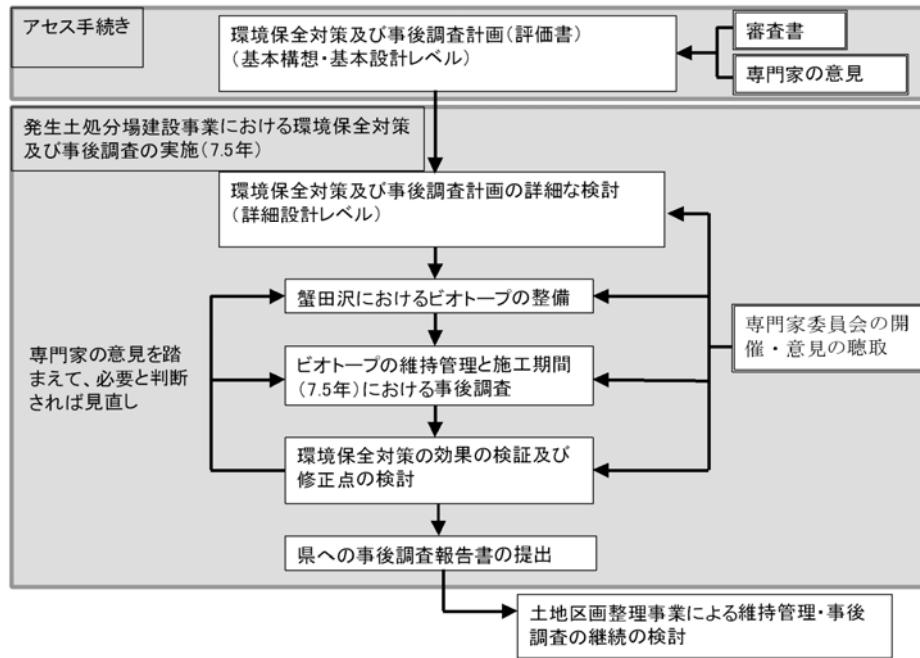 アセス手続き
環境保全対策及び事後調査計画(評価書)
(基本構想・基本設計レベル)
審査書
専門家の意見
発生土処分場建設事業における環境保全対策
及び事後調査の実施(7.5年)
環境保全対策及び事後調査計画の詳細な検討
(詳細設計レベル)
蟹田沢におけるビオトープの整備
専門家委員会の開
催・意見の聴取
専門家の意見を踏
まえて、必要と判断
されれば見直し
ビオトープの維持管理と施工期間
(7.5年)における事後調査
環境保全対策の効果の検証及び
修正点の検討
県への事後調査報告書の提出
土地区画整理事業による維持管理・事後
調査の継続の検討